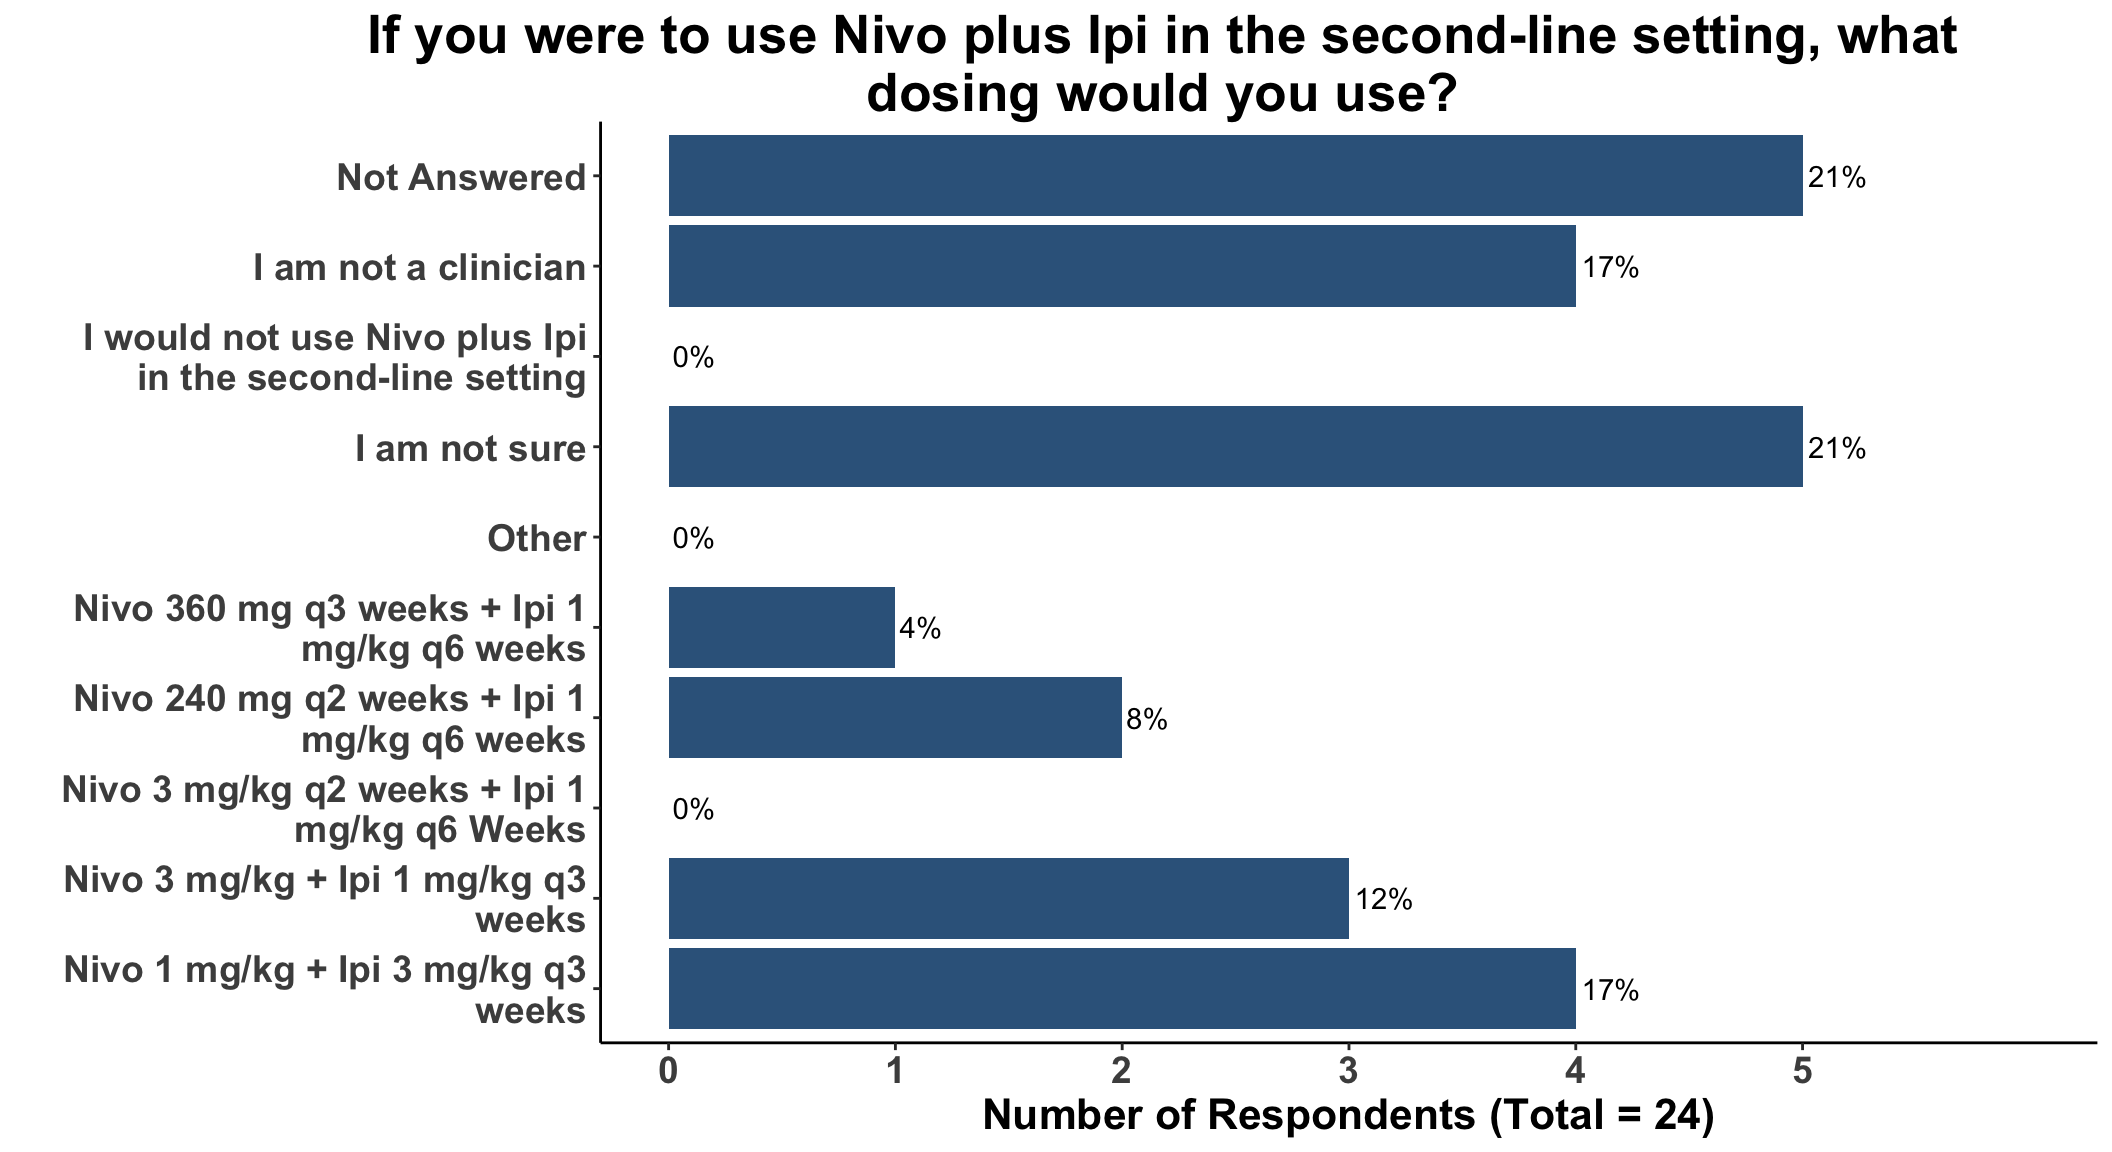 If you were to use Nivo plus Ipi in the second-line setting, what
dosing would you use?
Not Answered
21%
I am not a clinician
17%
I would not use Nivo plus Ipi
in the second-line setting
0%
I am not sure
21%
Other
0%
Nivo 360 mg q3 weeks + Ipi 1
mg/kg q6 weeks
4%
Nivo 240 mg q2 weeks + Ipi 1
mg/kg q6 weeks
8%
Nivo 3 mg/kg q2 weeks + Ipi 1
mg/kg q6 Weeks
0%
Nivo 3 mg/kg + Ipi 1 mg/kg q3
weeks
12%
Nivo 1 mg/kg + Ipi 3 mg/kg q3
weeks
17%
0 1 2 3 4 5
Number of Respondents (Total = 24)